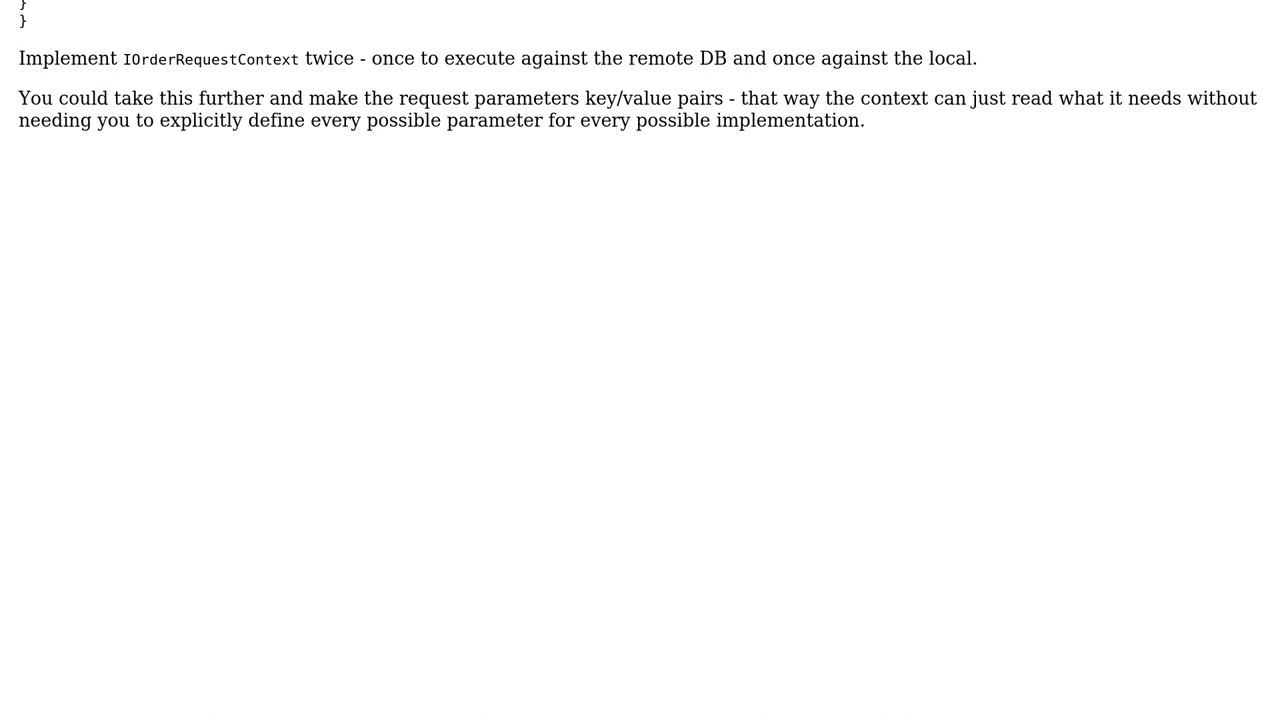 }
}
Implement IOrderRequestContext twice - once to execute against the remote DB and once against the local.
You could take this further and make the request parameters key/value pairs - that way the context can just read what it needs without
needing you to explicitly define every possible parameter for every possible implementation.